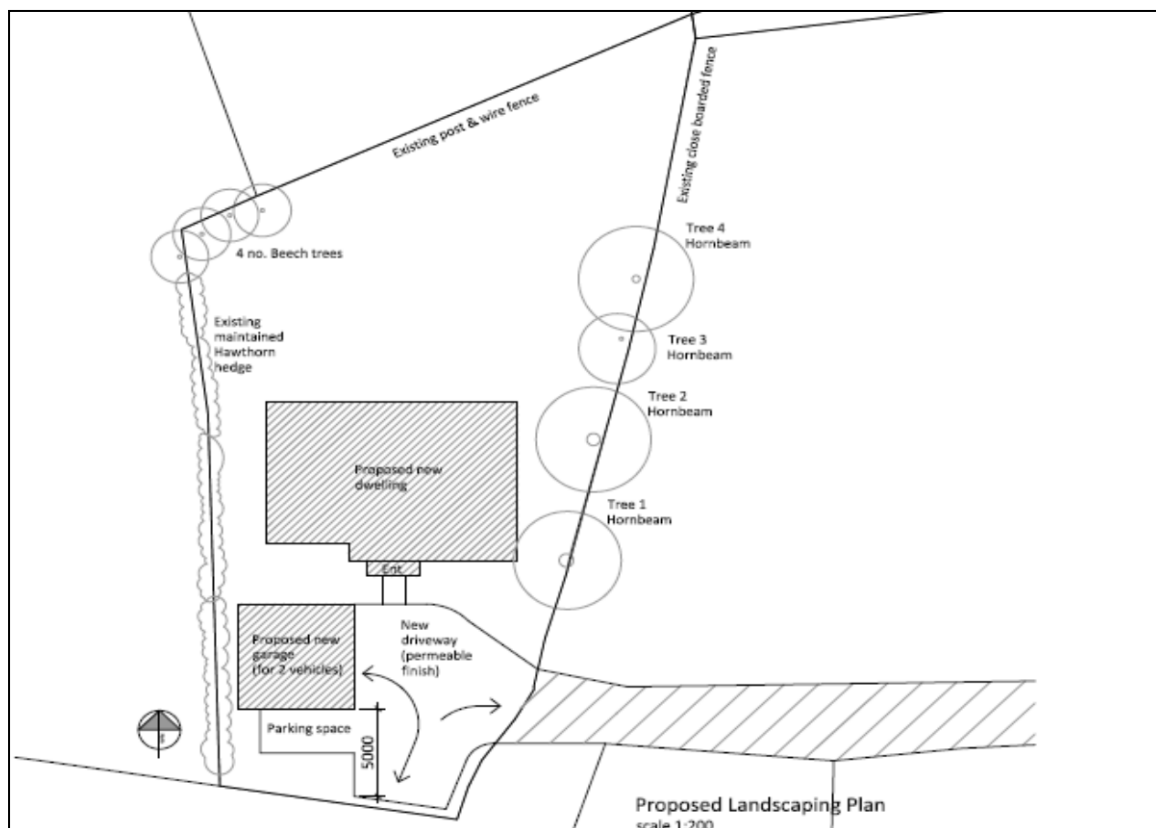 Existing post & wire fence
Existing close boarded fence
Tree 4
Hornbeam
4 no. Beech trees
Existing
maintained
Hawthorn
hedge
Tree 3
Hornbeam
Tree 2
Hornbeam
Proposed new
dwelling
Tree 1
Hornbeam
Ent
Proposed new
garage
(for 2 vehicles)
New
driveway
(permeable
finish)
Parking space
5000
Proposed Landscaping Plan
scale 1:200